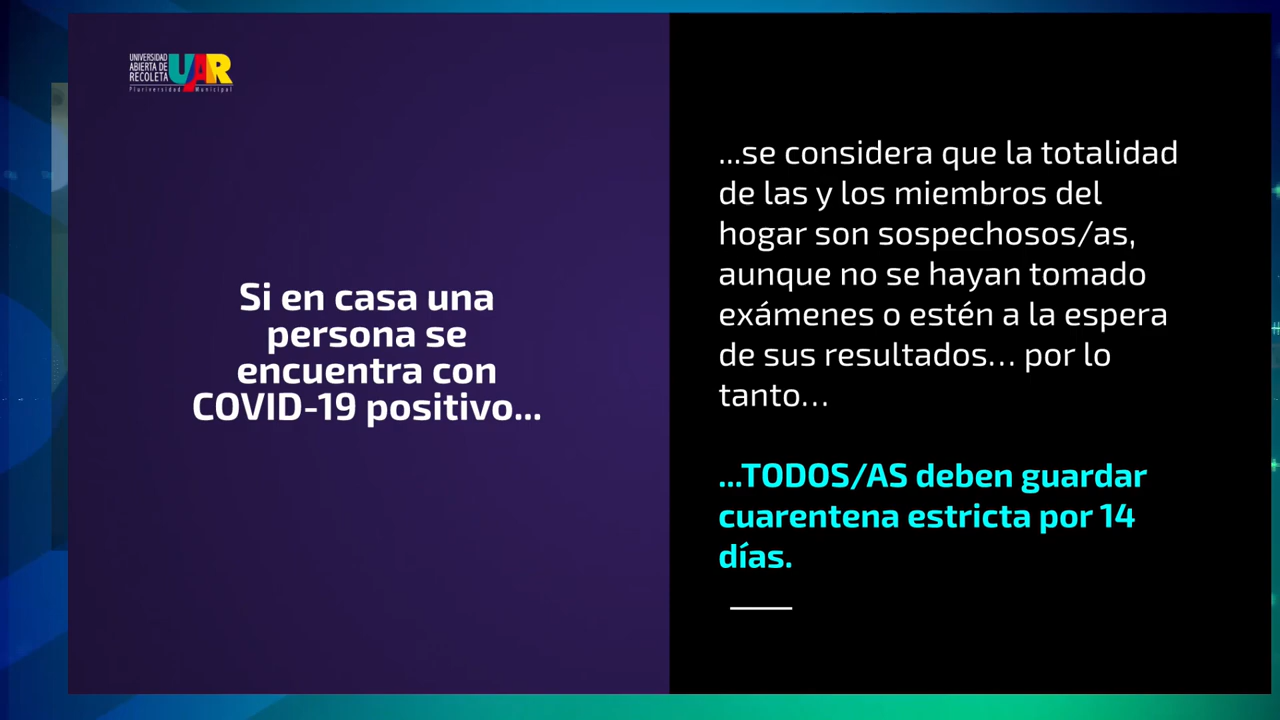 UNIVERSIDAD
ABIERTA DE
RECOLETA
UAR
Pluriversidad Municipal
Si en casa una
persona se
encuentra con
COVID-19 positivo...
...se considera que la totalidad
de las y los miembros del
hogar son sospechosos/as,
aunque no se hayan tomado
exámenes o estén a la espera
de sus resultados... por lo
tanto...
...TODOS/AS deben guardar
cuarentena estricta por 14
días.